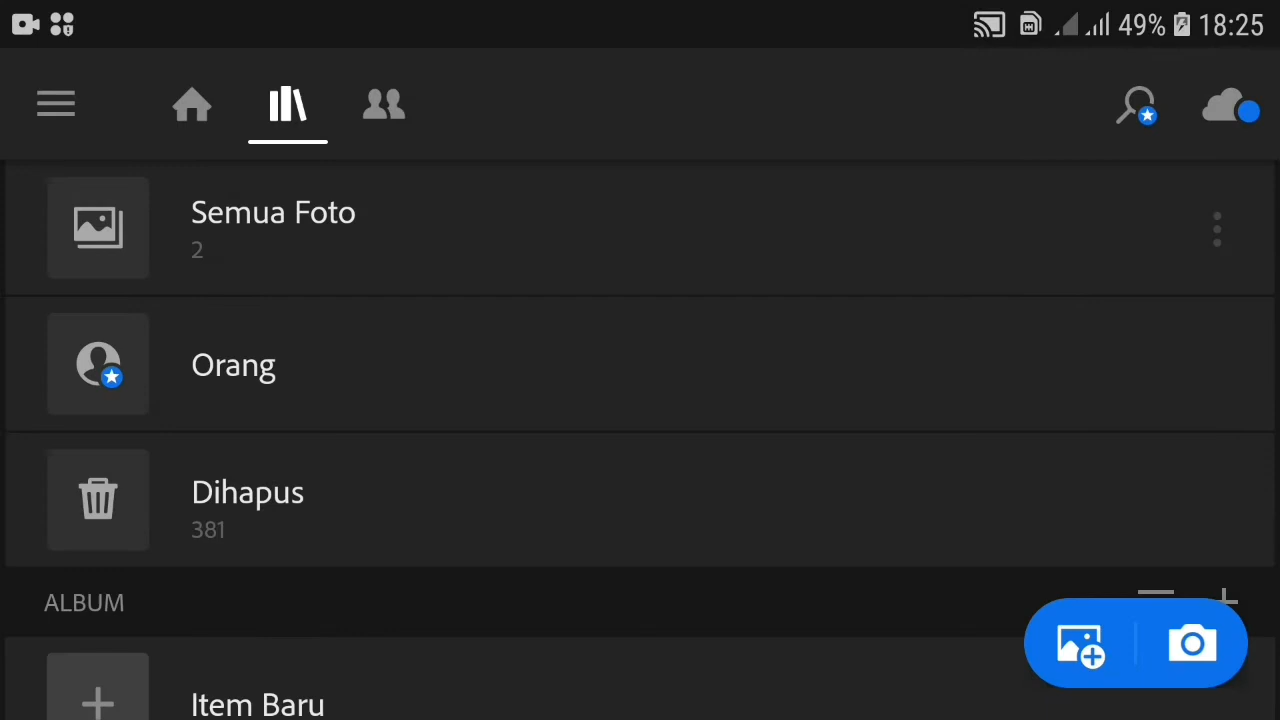 49% 18:25
Semua Foto
2
Orang
Dihapus
381
ALBUM
Item Baru